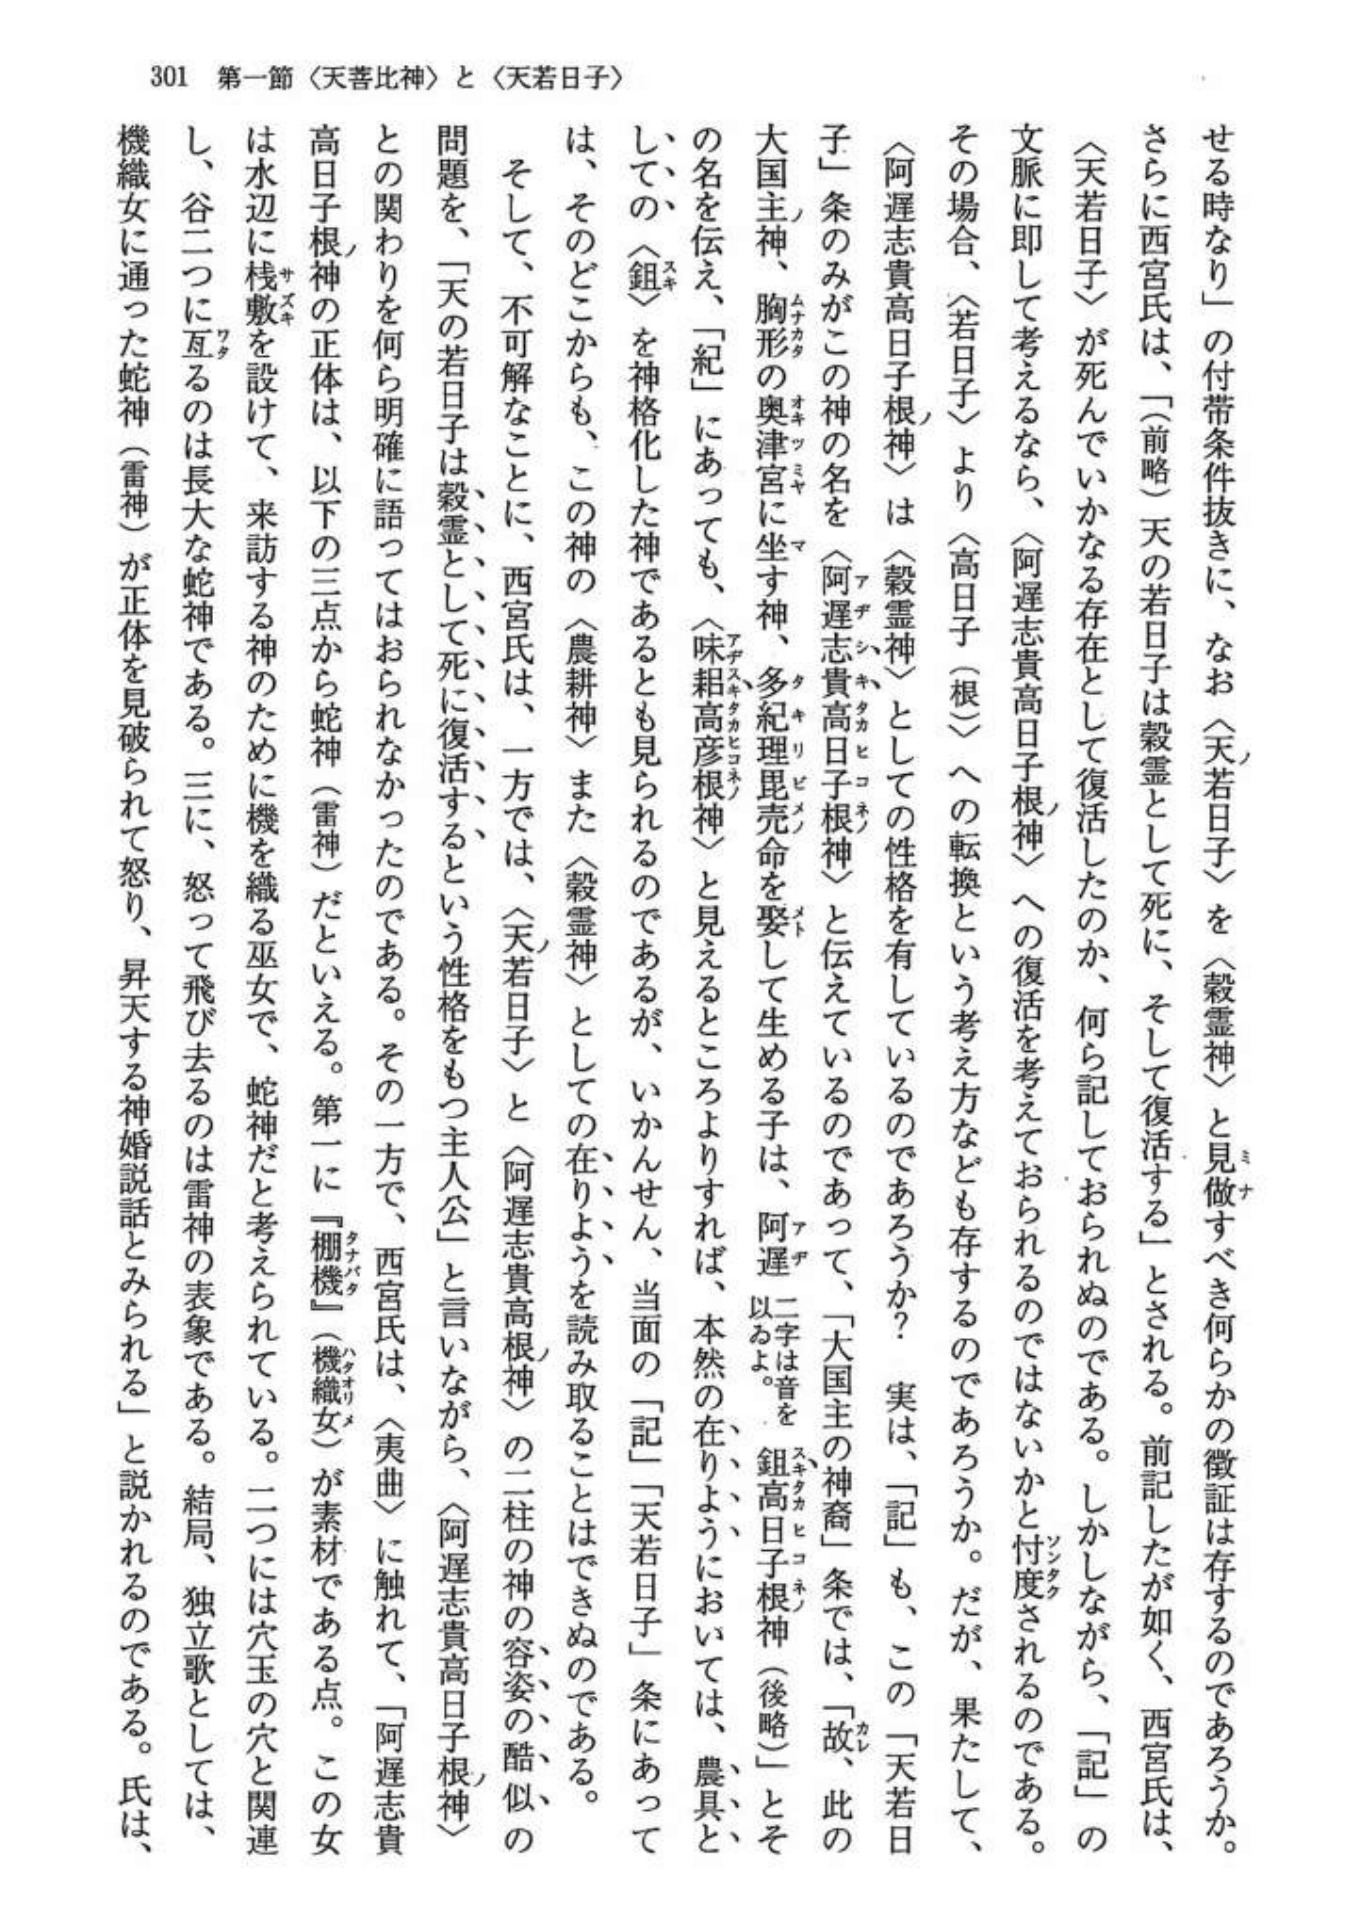 301　第一節〈天菩比神〉と〈天若日子〉
せる時なり」の付帯条件抜きに、なお〈天ノ若日子〉を〈穀霊神〉と見做すべき何らかの徴証は存するのであろうか。
さらに西宮氏は、「（前略）天の若日子は穀霊として死に、そして復活する」とされる。前記したが如く、西宮氏は、
〈天若日子〉が死んでいかなる存在として復活したのか、何ら記しておられぬのである。しかしながら、「記」の
文脈に即して考えるなら、〈阿遅志貴高日子根ノ神〉への復活を考えておられるのではないかと忖度されるのである。
その場合、〈若日子〉より〈高日子（根）〉への転換という考え方なども存するのであろうか。だが、果たして、
〈阿遅志貴高日子根ノ神〉は〈穀霊神〉としての性格を有しているのであろうか？　実は、「記」も、この「天若日
子」条のみがこの神の名を〈阿遅志貴高日子根神〉と伝えているのであって、「大国主の神裔」条では、「故、此の
大国主ノ神、胸形の奥津宮に坐す神、多紀理毘売命を娶して生める子は、阿遅二字は音を以ゐよ。鉏高日子根神（後略）」とそ
の名を伝え、「紀」にあっても、〈味耜高彦根神〉と見えるところよりすれば、本然の在りようにおいては、農具と
しての〈鉏〉を神格化した神であるとも見られるのであるが、いかんせん、当面の「記」「天若日子」条にあって
は、そのどこからも、この神の〈農耕神〉また〈穀霊神〉としての在りようを読み取ることはできぬのである。
そして、不可解なことに、西宮氏は、一方では、〈天ノ若日子〉と〈阿遅志貴高根ノ神〉の二柱の神の容姿の酷似の
問題を、「天の若日子は穀霊として死に復活するという性格をもつ主人公」と言いながら、〈阿遅志貴高日子根ノ神〉
との関わりを何ら明確に語ってはおられなかったのである。その一方で、西宮氏は、〈夷曲〉に触れて、「阿遅志貴
高日子根ノ神の正体は、以下の三点から蛇神（雷神）だといえる。第一に『棚機』（機織女）が素材である点。この女
は水辺に桟敷を設けて、来訪する神のために機を織る巫女で、蛇神だと考えられている。二つには穴玉の穴と関連
し、谷二つに亙るのは長大な蛇神である。三に、怒って飛び去るのは雷神の表象である。結局、独立歌としては、
機織女に通った蛇神（雷神）が正体を見破られて怒り、昇天する神婚説話とみられる」と説かれるのである。氏は、